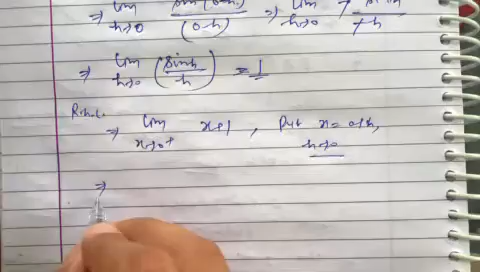 ⇒ lim h→0 sin(0-h) / (0-h) ⇒ lim h→0
⇒ lim h→0 (sinh / h) = 1
⇒ lim x→0+ x+1 , Put x = 0+h,
h→0
⇒